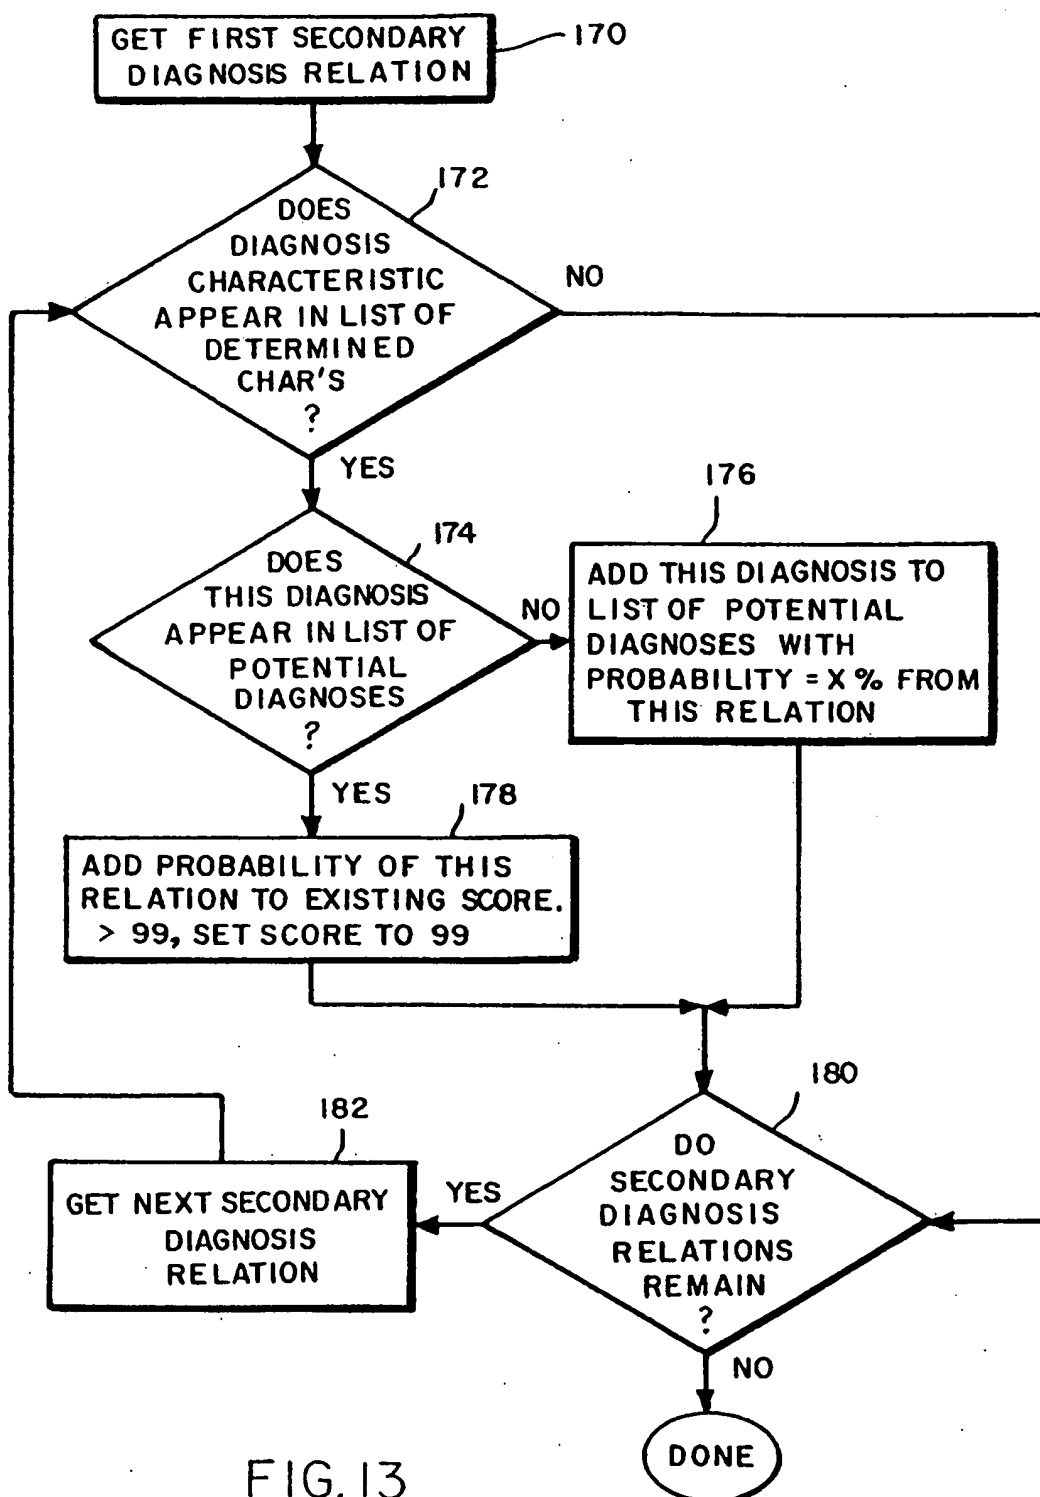 GET FIRST SECONDARY
DIAGNOSIS RELATION
170
172
DOES
DIAGNOSIS
CHARACTERISTIC
APPEAR IN LIST OF
DETERMINED
CHAR'S
?
NO
YES
174
DOES
THIS DIAGNOSIS
APPEAR IN LIST OF
POTENTIAL
DIAGNOSES
?
NO
YES
176
ADD THIS DIAGNOSIS TO
LIST OF POTENTIAL
DIAGNOSES WITH
PROBABILITY = X % FROM
THIS RELATION
178
ADD PROBABILITY OF THIS
RELATION TO EXISTING SCORE.
> 99, SET SCORE TO 99
180
DO
SECONDARY
DIAGNOSIS
RELATIONS
REMAIN
?
YES
NO
182
GET NEXT SECONDARY
DIAGNOSIS
RELATION
DONE
FIG. 13